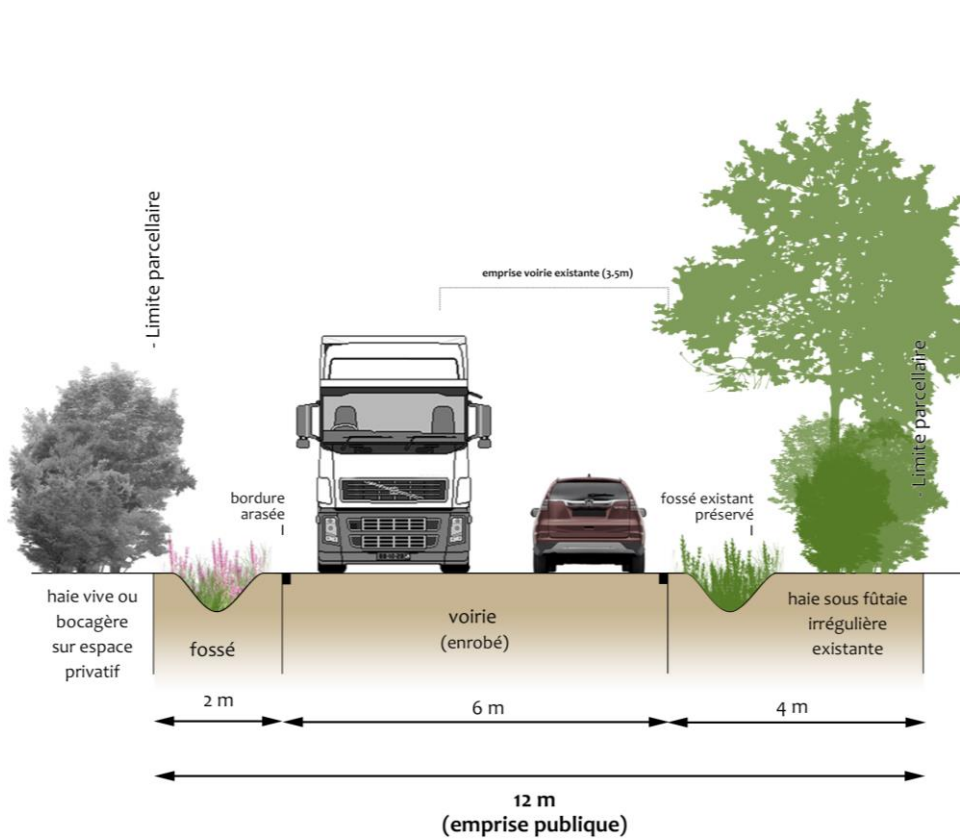 - Limite parcellaire
emprise voirie existante (3.5m)
- Limite parcellaire
bordure
arasée
fossé existant
préservé
haie vive ou
bocagère
sur espace
privatif
fossé
voirie
(enrobé)
haie sous fûtaie
irrégulière
existante
2 m
6 m
4 m
12 m
(emprise publique)